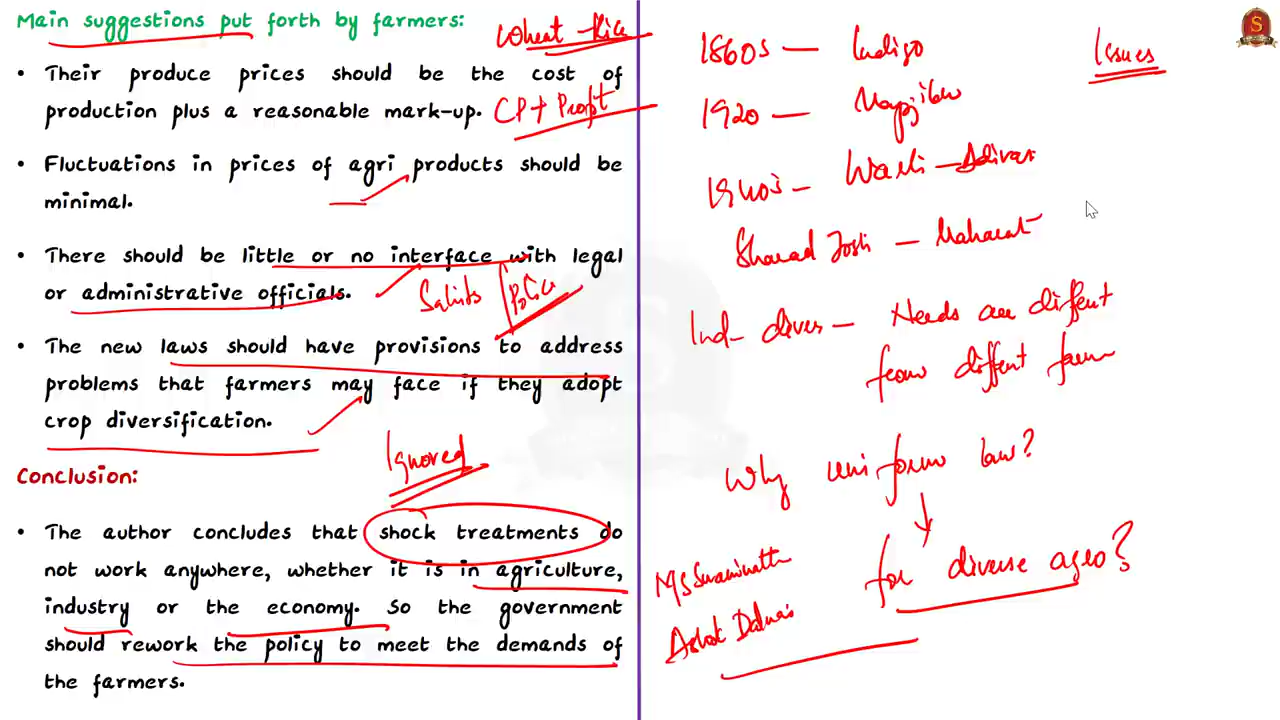 Main suggestions put forth by farmers:
Wheat - Rice
• Their produce prices should be the cost of
production plus a reasonable mark-up.
CP + Profit
• Fluctuations in prices of agri products should be
minimal.
• There should be little or no interface with legal
or administrative officials.
Police
• The new laws should have provisions to address
problems that farmers may face if they adopt
crop diversification.
Ignored
Conclusion:
• The author concludes that shock treatments do
not work anywhere, whether it is in agriculture,
industry or the economy. So the government
should rework the policy to meet the demands of
the farmers.
Issues
1860s - Indigo
1920 -
1940s - Warli -
Sharad Joshi -
Ind - divers - Needs are different
from different farm
Why uniform law?
for diverse agro?
MS Swaminath
Ashok Dalwai
S